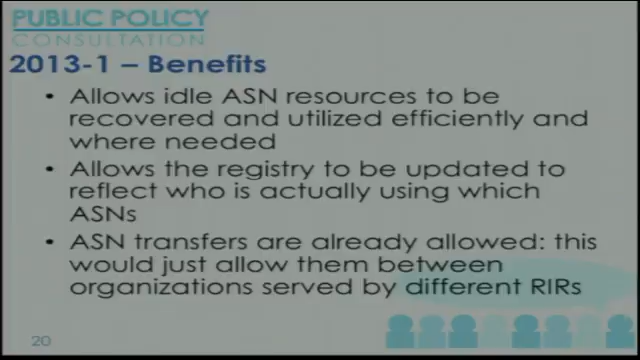 PUBLIC POLICY
CONSULTATION
2013-1 – Benefits
• Allows idle ASN resources to be
recovered and utilized efficiently and
where needed
• Allows the registry to be updated to
reflect who is actually using which
ASNs
• ASN transfers are already allowed: this
would just allow them between
organizations served by different RIRs
20